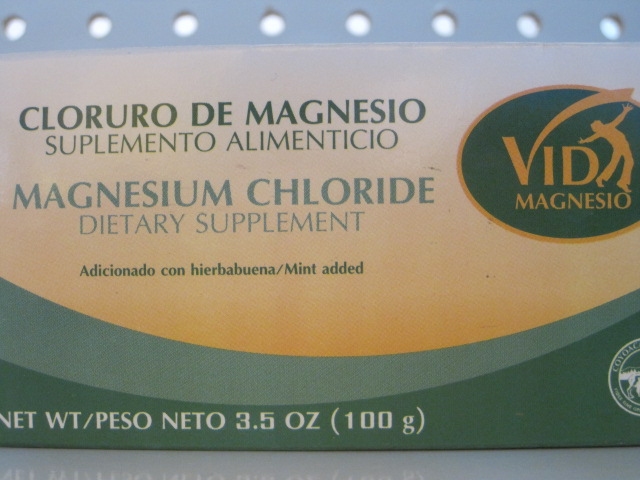 CLORURO DE MAGNESIO
SUPLEMENTO ALIMENTICIO
MAGNESIUM CHLORIDE
DIETARY SUPPLEMENT
Adicionado con hierbabuena/Mint added
VIDA
MAGNESIO
NET WT/PESO NETO 3.5 OZ (100 g)